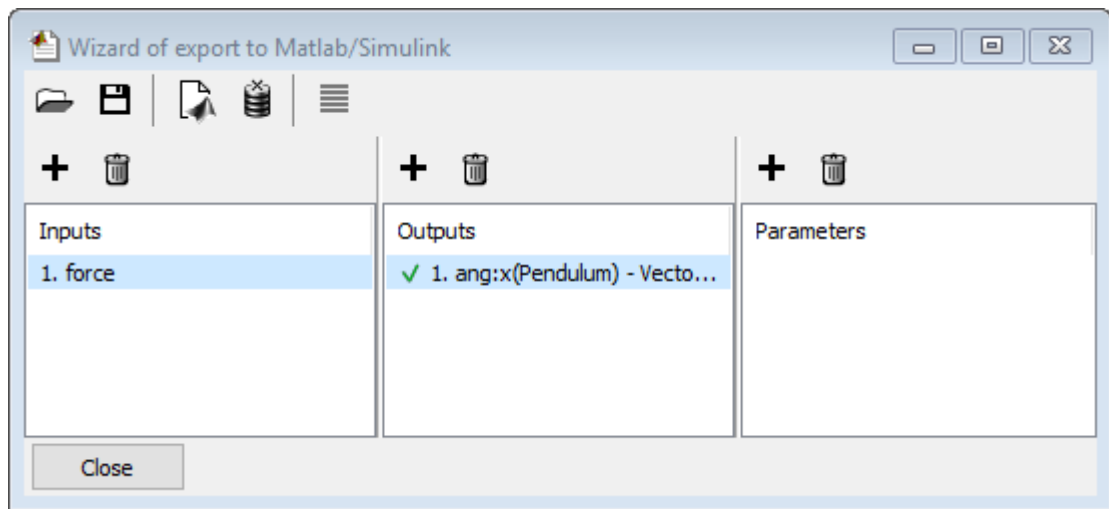 Wizard of export to Matlab/Simulink
Inputs
1. force
Outputs
1. ang:x(Pendulum) - Vecto...
Parameters
Close